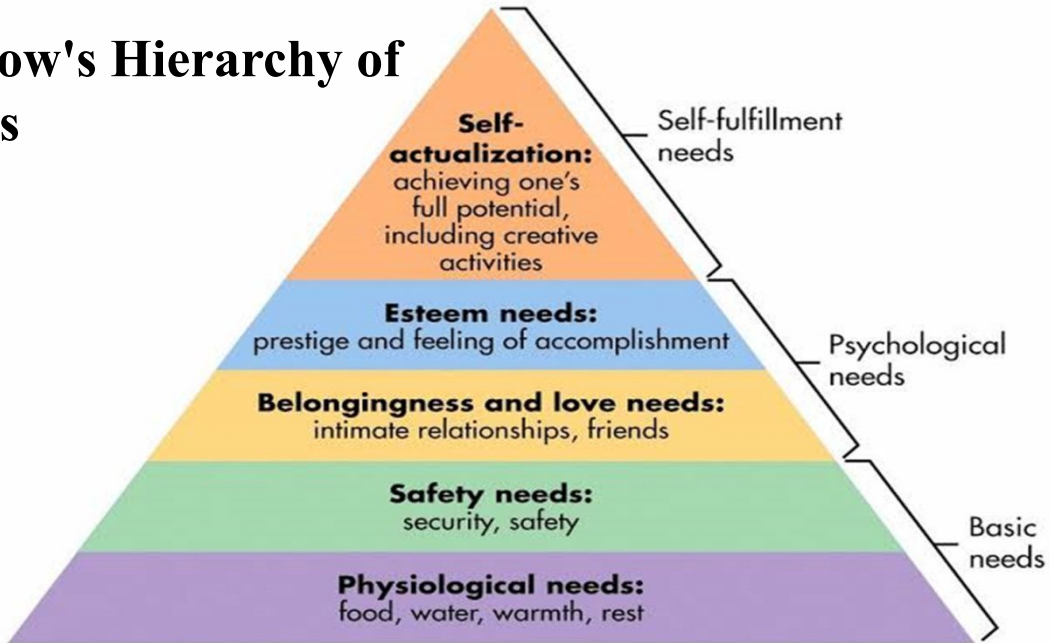 ow's Hierarchy of
s
Self-
actualization:
achieving one's
full potential,
including creative
activities
Self-fulfillment
needs
Esteem needs:
prestige and feeling of accomplishment
Psychological
needs
Belongingness and love needs:
intimate relationships, friends
Safety needs:
security, safety
Basic
needs
Physiological needs:
food, water, warmth, rest